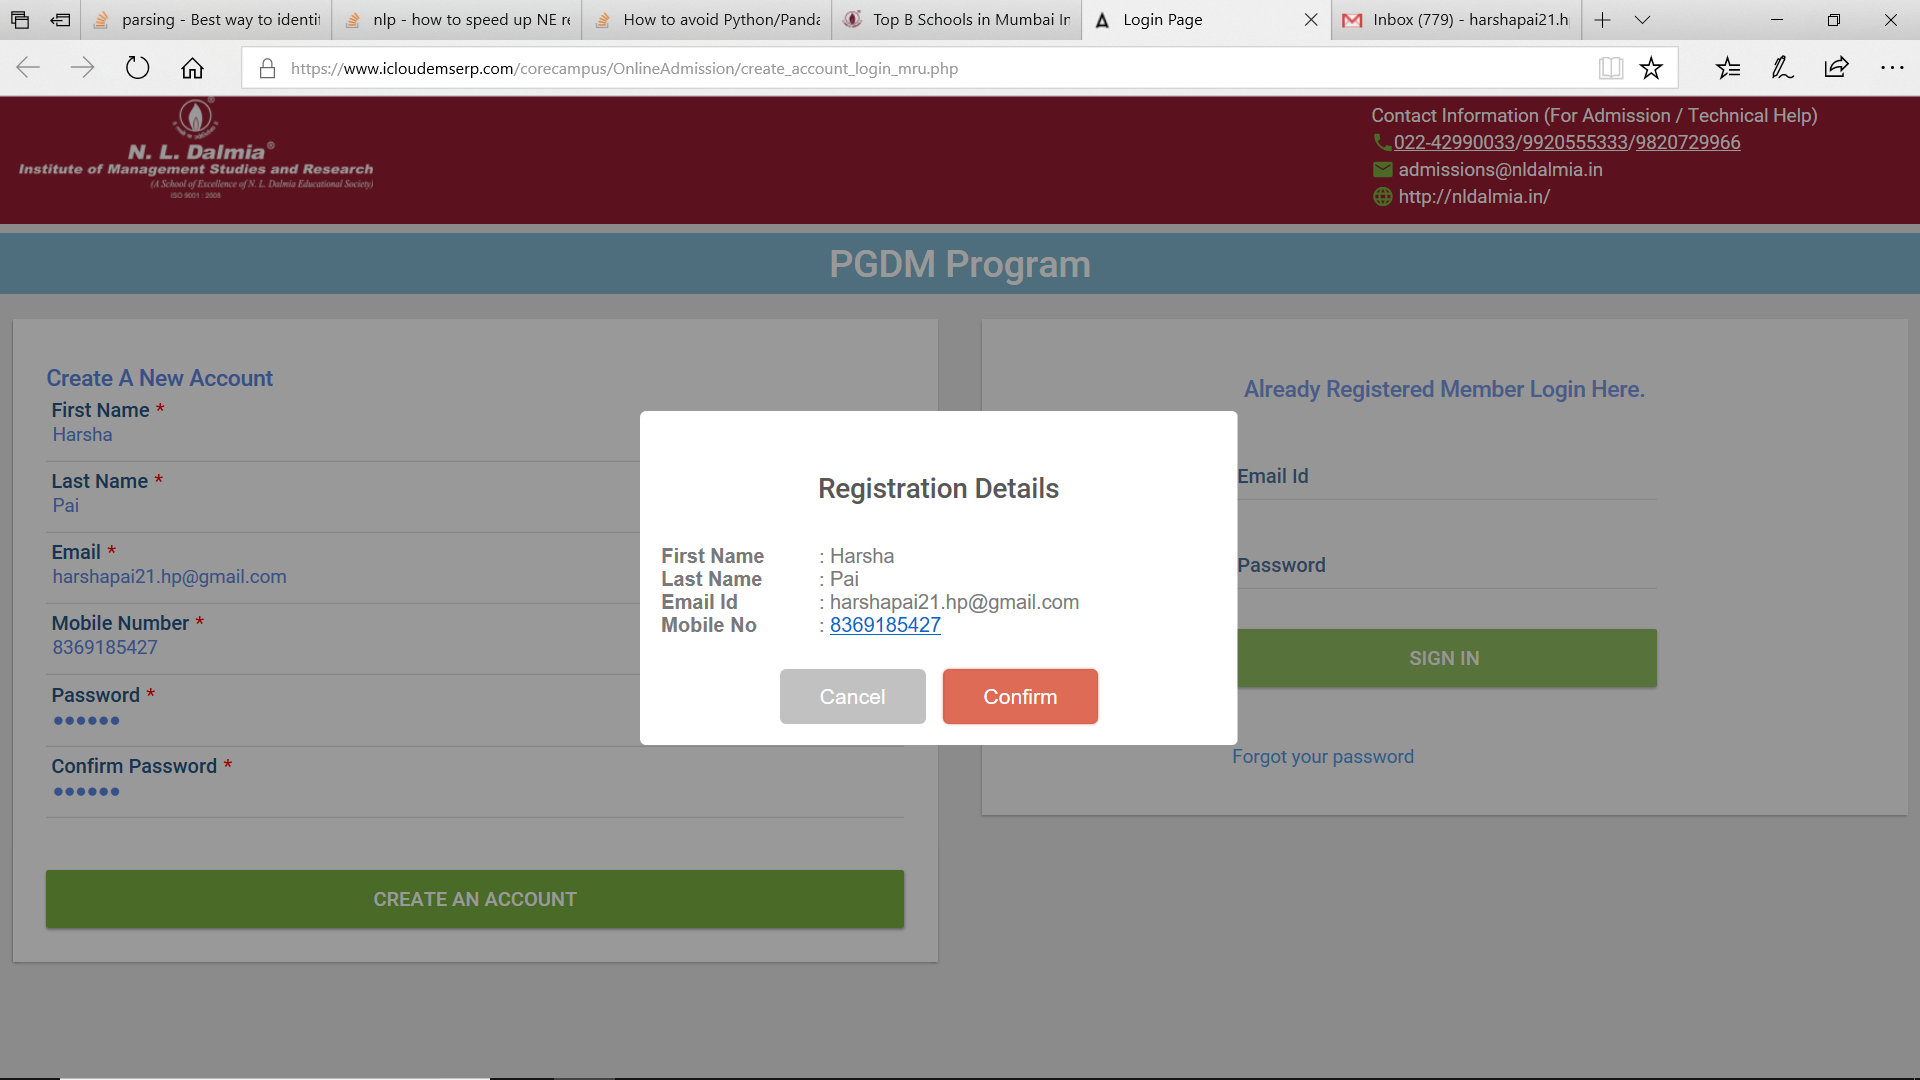 parsing - Best way to identif
nlp - how to speed up NE re
How to avoid Python/Panda
Top B Schools in Mumbai In
Login Page
Inbox (779) - harshapai21.h
https://www.icloudemserp.com/corecampus/OnlineAdmission/create_account_login_mru.php
N. L. Dalmia®
Institute of Management Studies and Research
(A School of Excellence of N. L. Dalmia Educational Society)
ISO 9001 : 2008
Contact Information (For Admission / Technical Help)
022-42990033/9920555333/9820729966
admissions@nldalmia.in
http://nldalmia.in/
PGDM Program
Create A New Account
First Name *
Harsha
Last Name *
Pai
Email *
harshapai21.hp@gmail.com
Mobile Number *
8369185427
Password *
••••••
Confirm Password *
••••••
CREATE AN ACCOUNT
Registration Details
First Name : Harsha
Last Name : Pai
Email Id : harshapai21.hp@gmail.com
Mobile No : 8369185427
Cancel
Confirm
Already Registered Member Login Here.
Email Id
Password
SIGN IN
Forgot your password